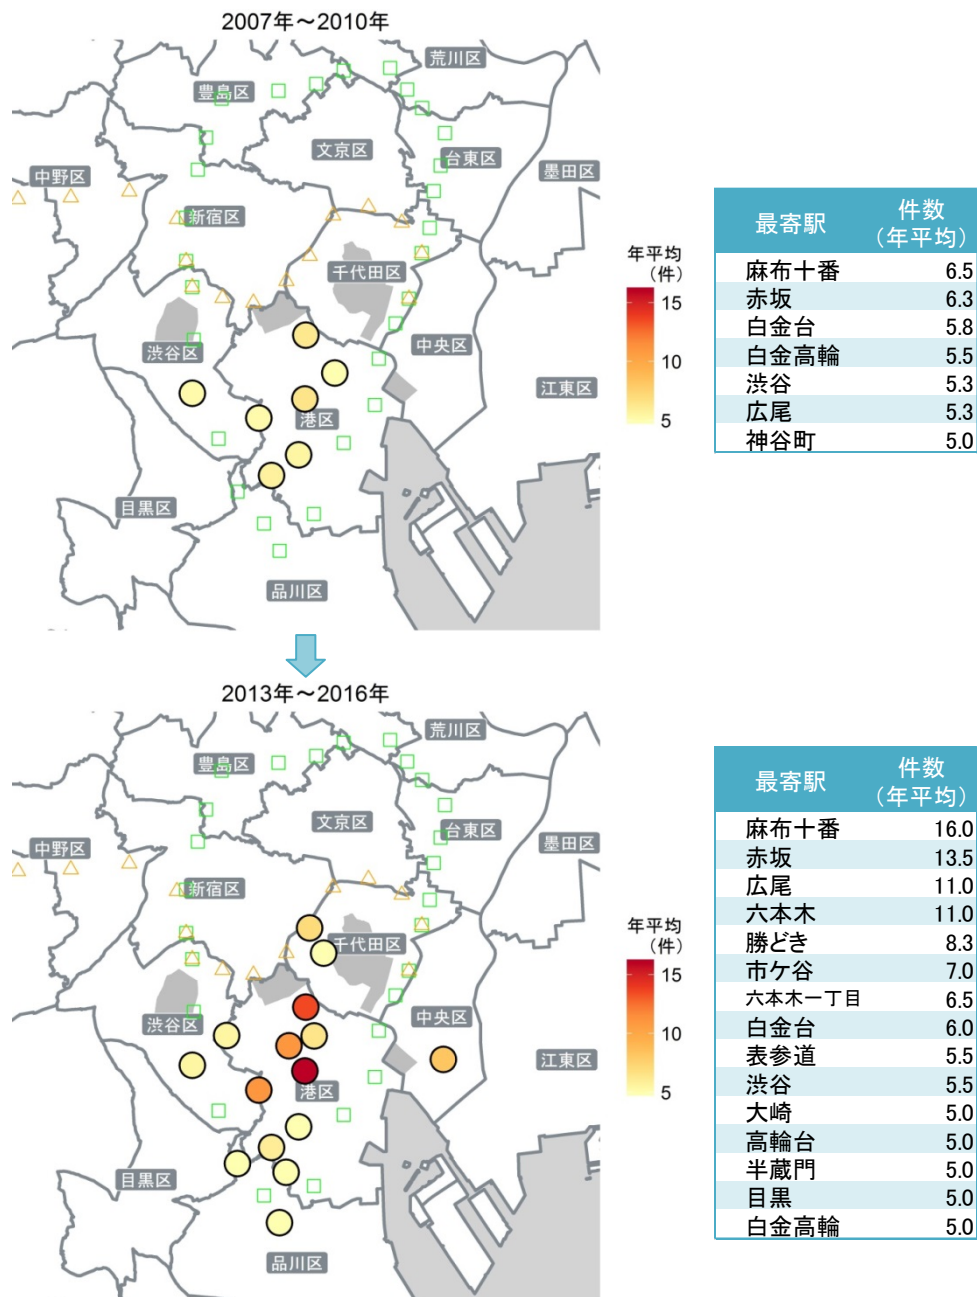 2007年～2010年
荒川区
豊島区
文京区
台東区
中野区
墨田区
新宿区
千代田区
中央区
渋谷区
江東区
港区
目黒区
品川区
年平均
（件）
15
10
5
最寄駅 件数
（年平均）
麻布十番 6.5
赤坂 6.3
白金台 5.8
白金高輪 5.5
渋谷 5.3
広尾 5.3
神谷町 5.0
2013年～2016年
荒川区
豊島区
文京区
台東区
中野区
墨田区
新宿区
千代田区
中央区
渋谷区
江東区
港区
目黒区
品川区
年平均
（件）
15
10
5
最寄駅 件数
（年平均）
麻布十番 16.0
赤坂 13.5
広尾 11.0
六本木 11.0
勝どき 8.3
市ケ谷 7.0
六本木一丁目 6.5
白金台 6.0
表参道 5.5
渋谷 5.5
大崎 5.0
高輪台 5.0
半蔵門 5.0
目黒 5.0
白金高輪 5.0